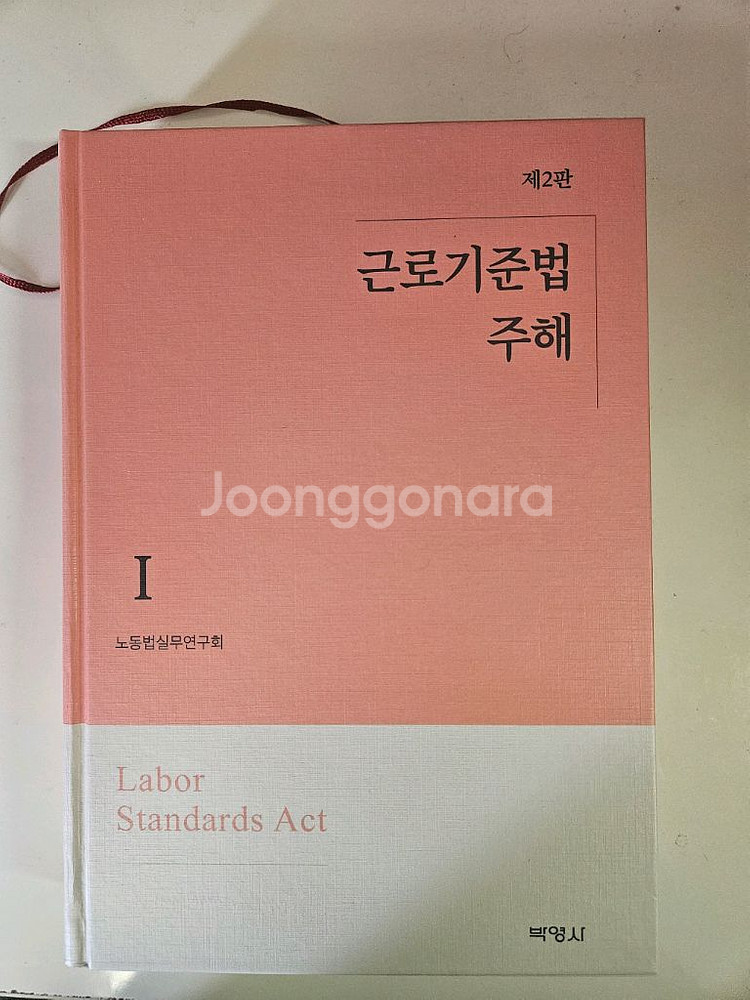 제2판
근로기준법
주해
Joonggonara
I
노동법실무연구회
Labor
Standards Act
박영사